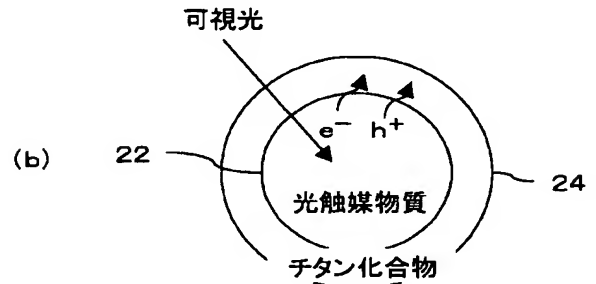 可視光
e⁻ h⁺
(b) 22 24
光触媒物質
チタン化合物